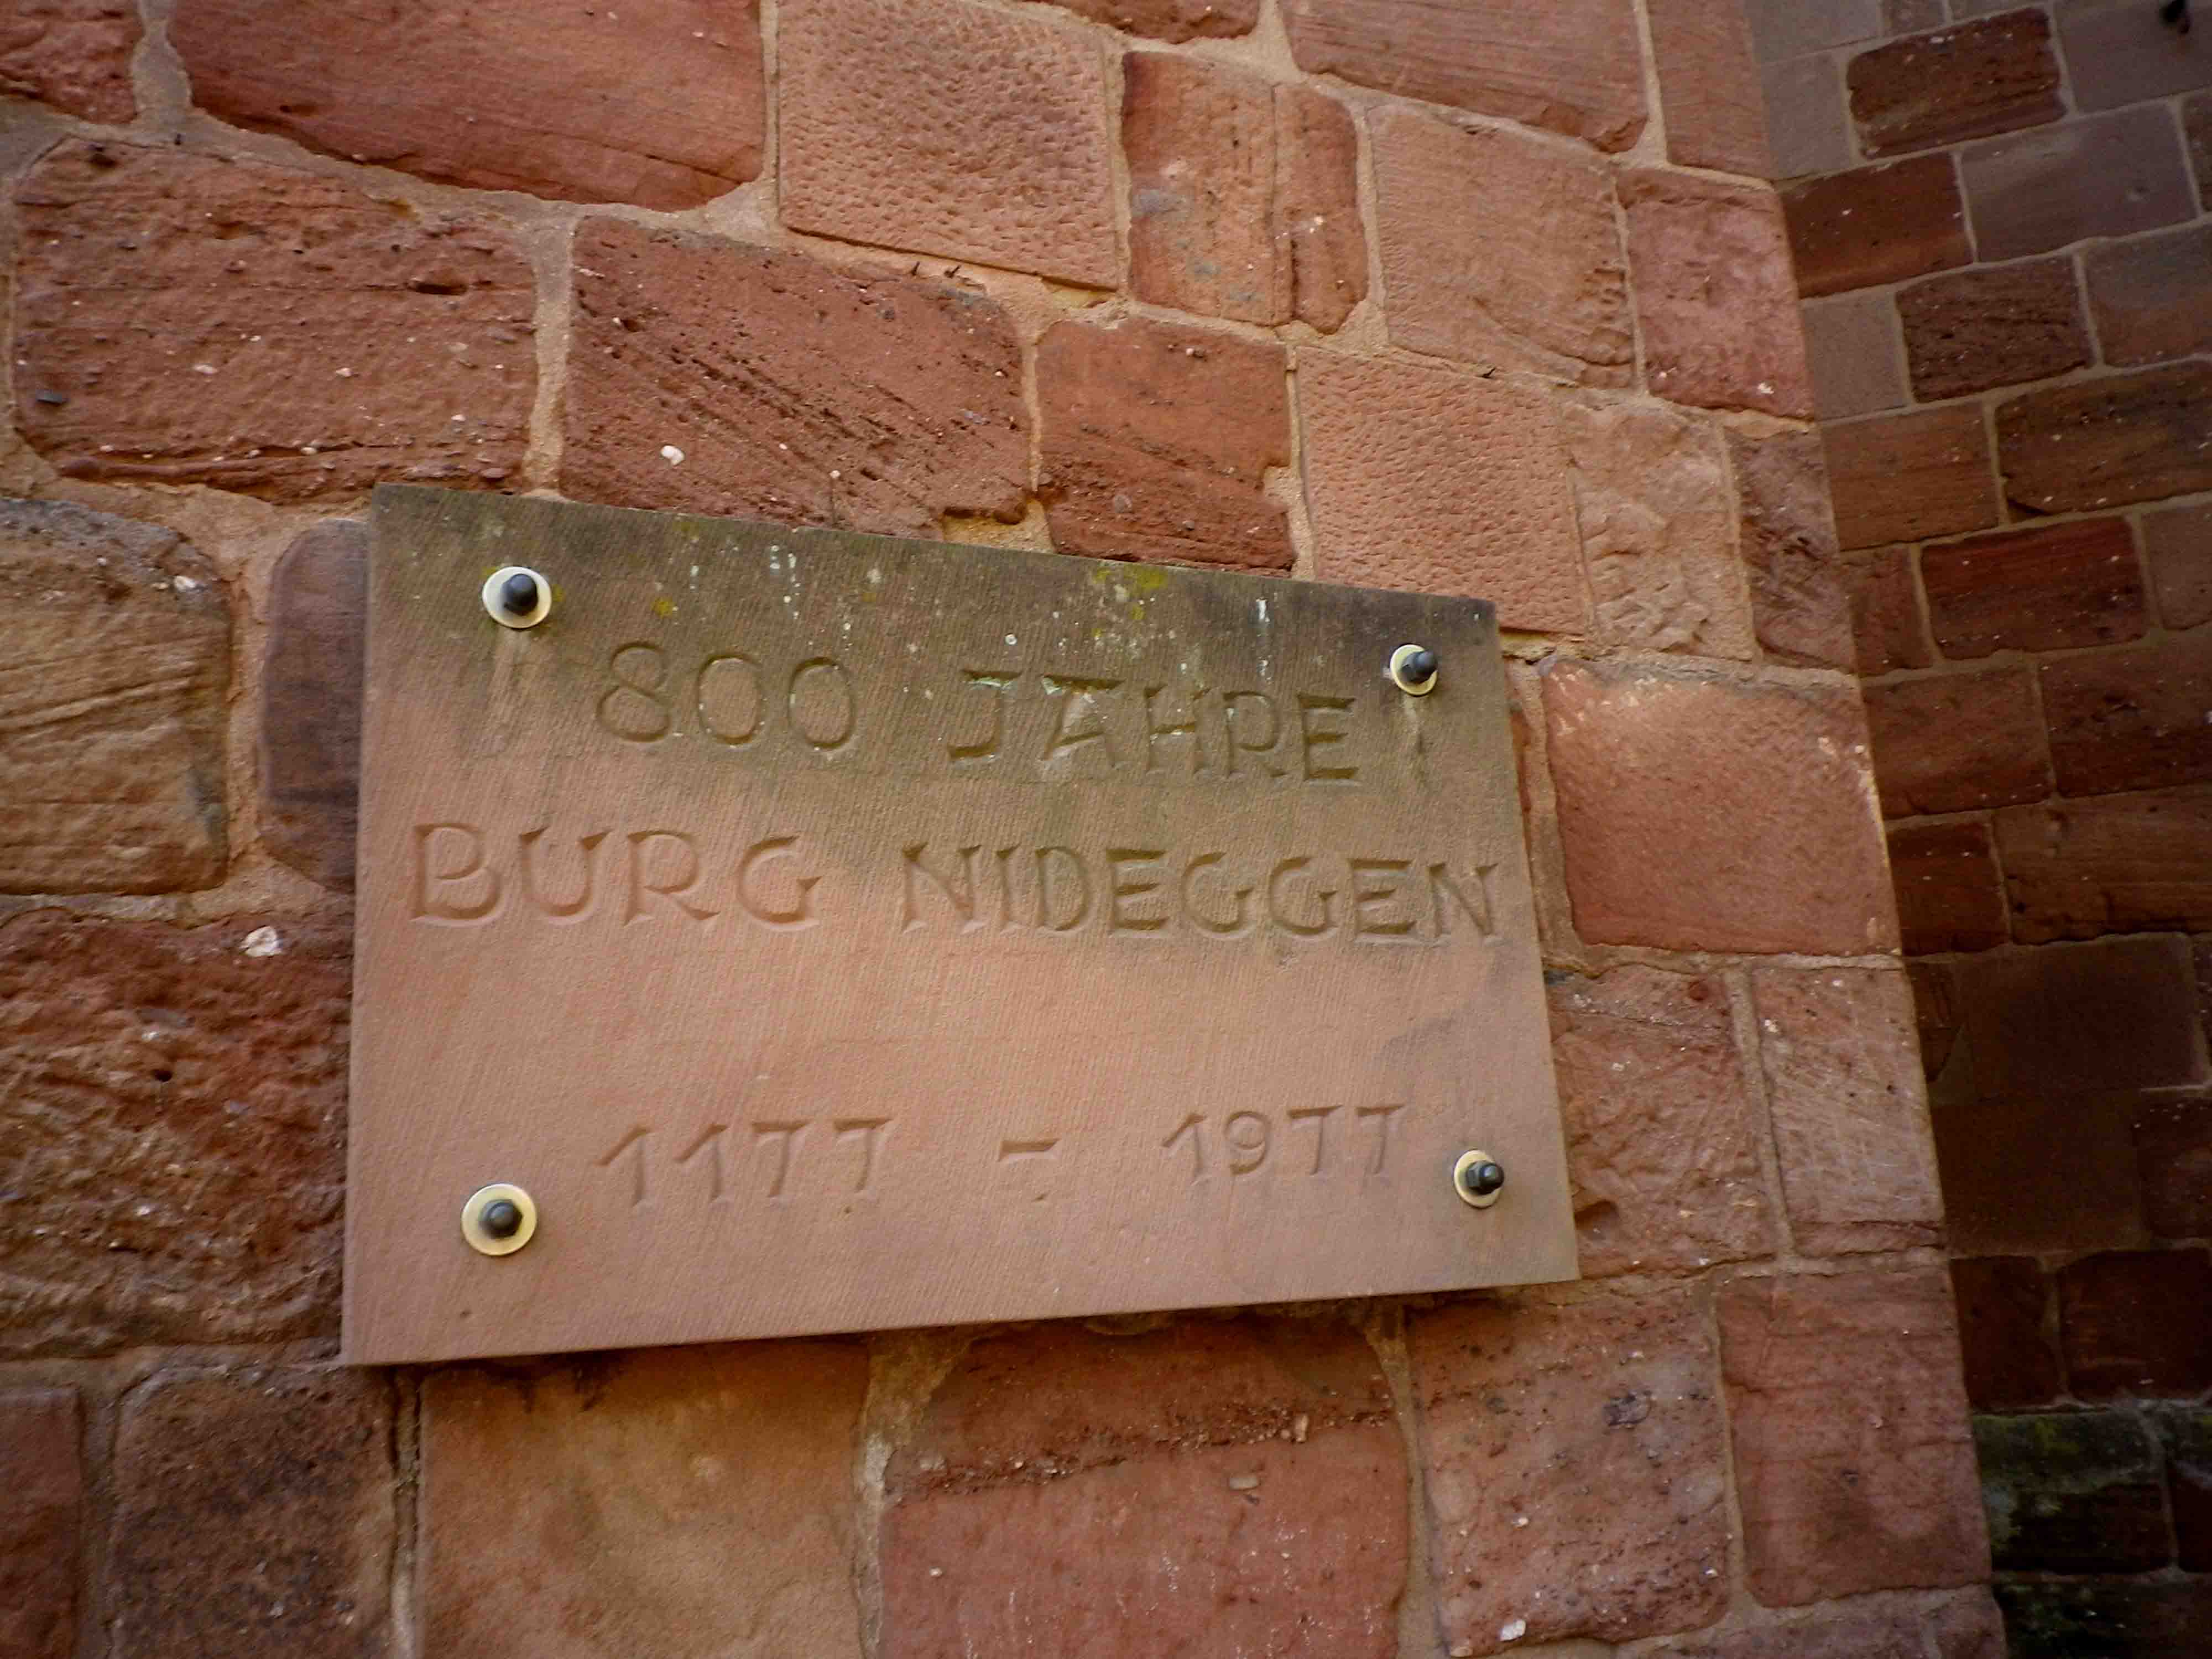 800 JAHRE
BURG NIDEGGEN
1177 - 1977